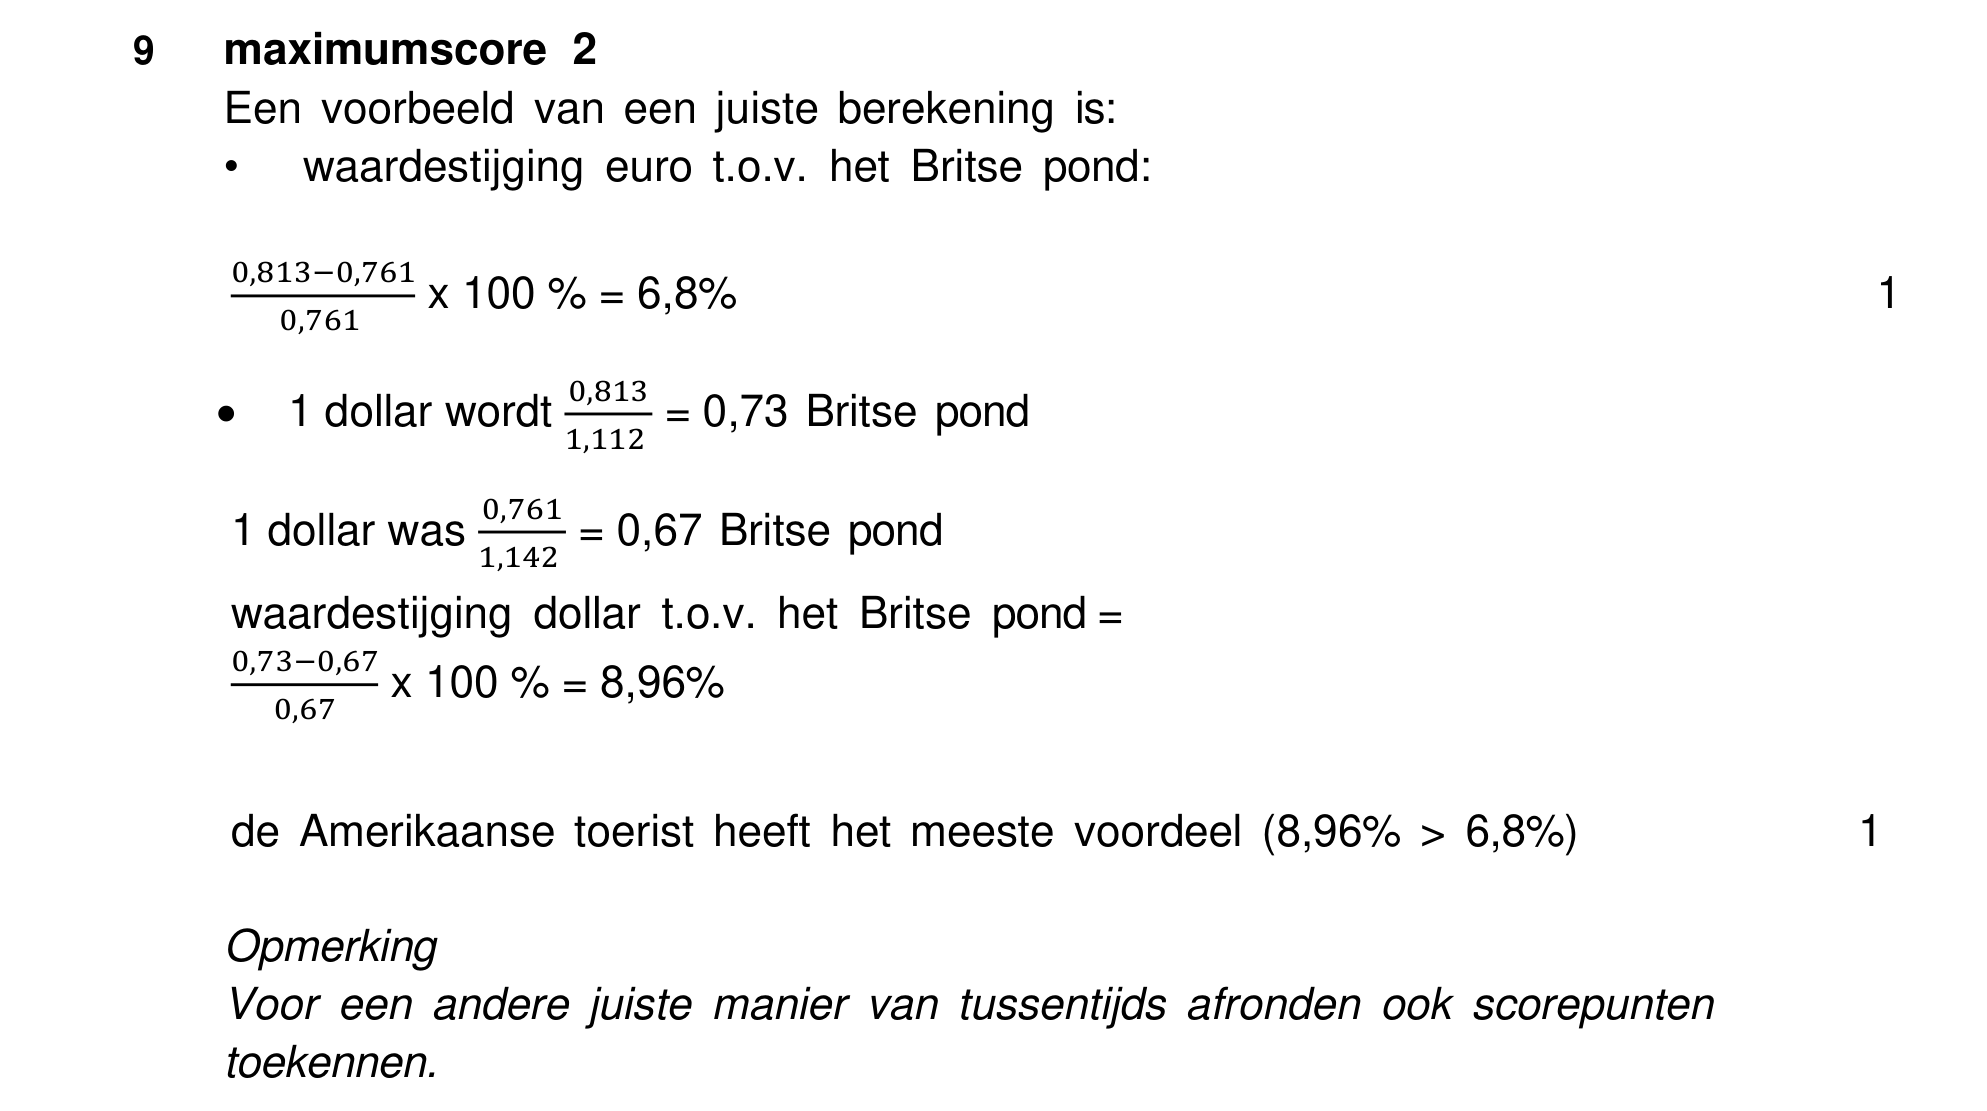 9 maximumscore 2
Een voorbeeld van een juiste berekening is:
• waardestijging euro t.o.v. het Britse pond:
0,813−0,761
0,761
x 100 % = 6,8% 1
• 1 dollar wordt 0,813/1,112 = 0,73 Britse pond
1 dollar was 0,761/1,142 = 0,67 Britse pond
waardestijging dollar t.o.v. het Britse pond =
0,73−0,67
0,67
x 100 % = 8,96%
de Amerikaanse toerist heeft het meeste voordeel (8,96% > 6,8%) 1
Opmerking
Voor een andere juiste manier van tussentijds afronden ook scorepunten
toekennen.